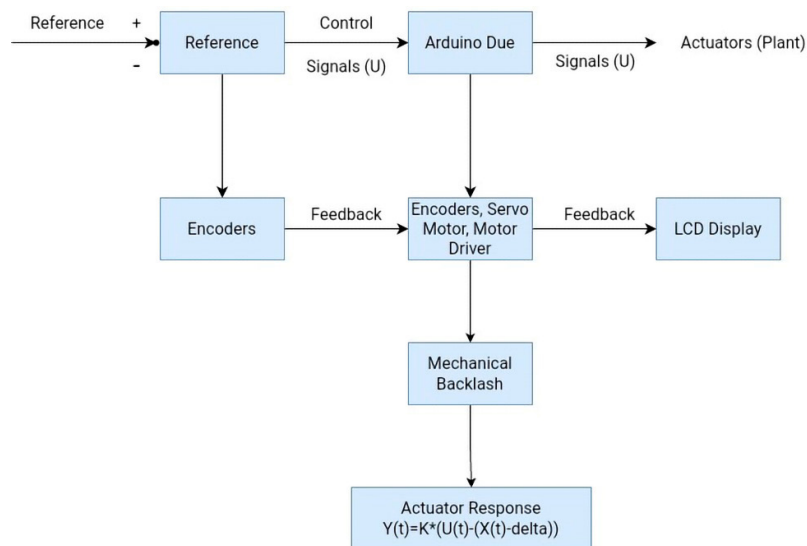 Reference
+
-
Reference
Control
Signals (U)
Arduino Due
Signals (U)
Actuators (Plant)
Encoders
Feedback
Encoders, Servo
Motor, Motor
Driver
Feedback
LCD Display
Mechanical
Backlash
Actuator Response
Y(t)=K*(U(t)-(X(t)-delta))